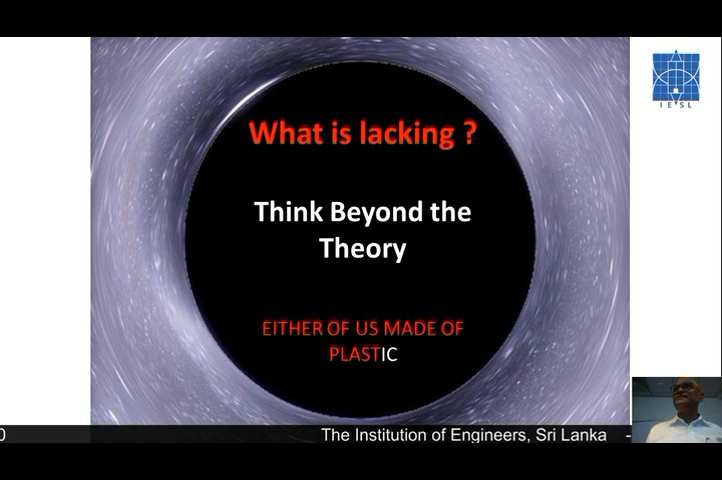 What is lacking ?
Think Beyond the
Theory
EITHER OF US MADE OF
PLASTIC
IESL
0
The Institution of Engineers, Sri Lanka -